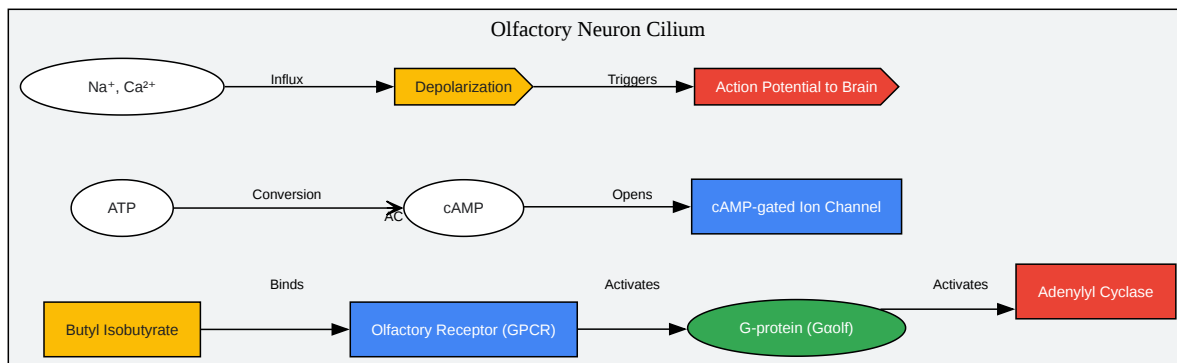 Olfactory Neuron Cilium
Na⁺, Ca²⁺
Influx
Depolarization
Triggers
Action Potential to Brain
ATP
Conversion
AC
cAMP
Opens
cAMP-gated Ion Channel
Butyl Isobutyrate
Binds
Olfactory Receptor (GPCR)
Activates
G-protein (Gαolf)
Activates
Adenylyl Cyclase